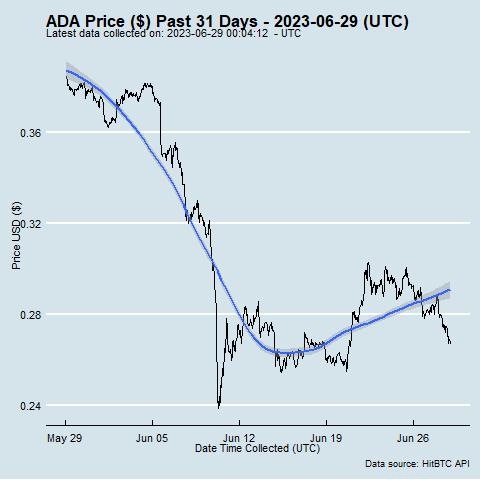 ADA Price ($) Past 31 Days - 2023-06-29 (UTC)
Latest data collected on: 2023-06-29 00:04:12 - UTC
0.36
0.32
0.28
0.24
Price USD ($)
May 29
Jun 05
Jun 12
Jun 19
Jun 26
Date Time Collected (UTC)
Data source: HitBTC API